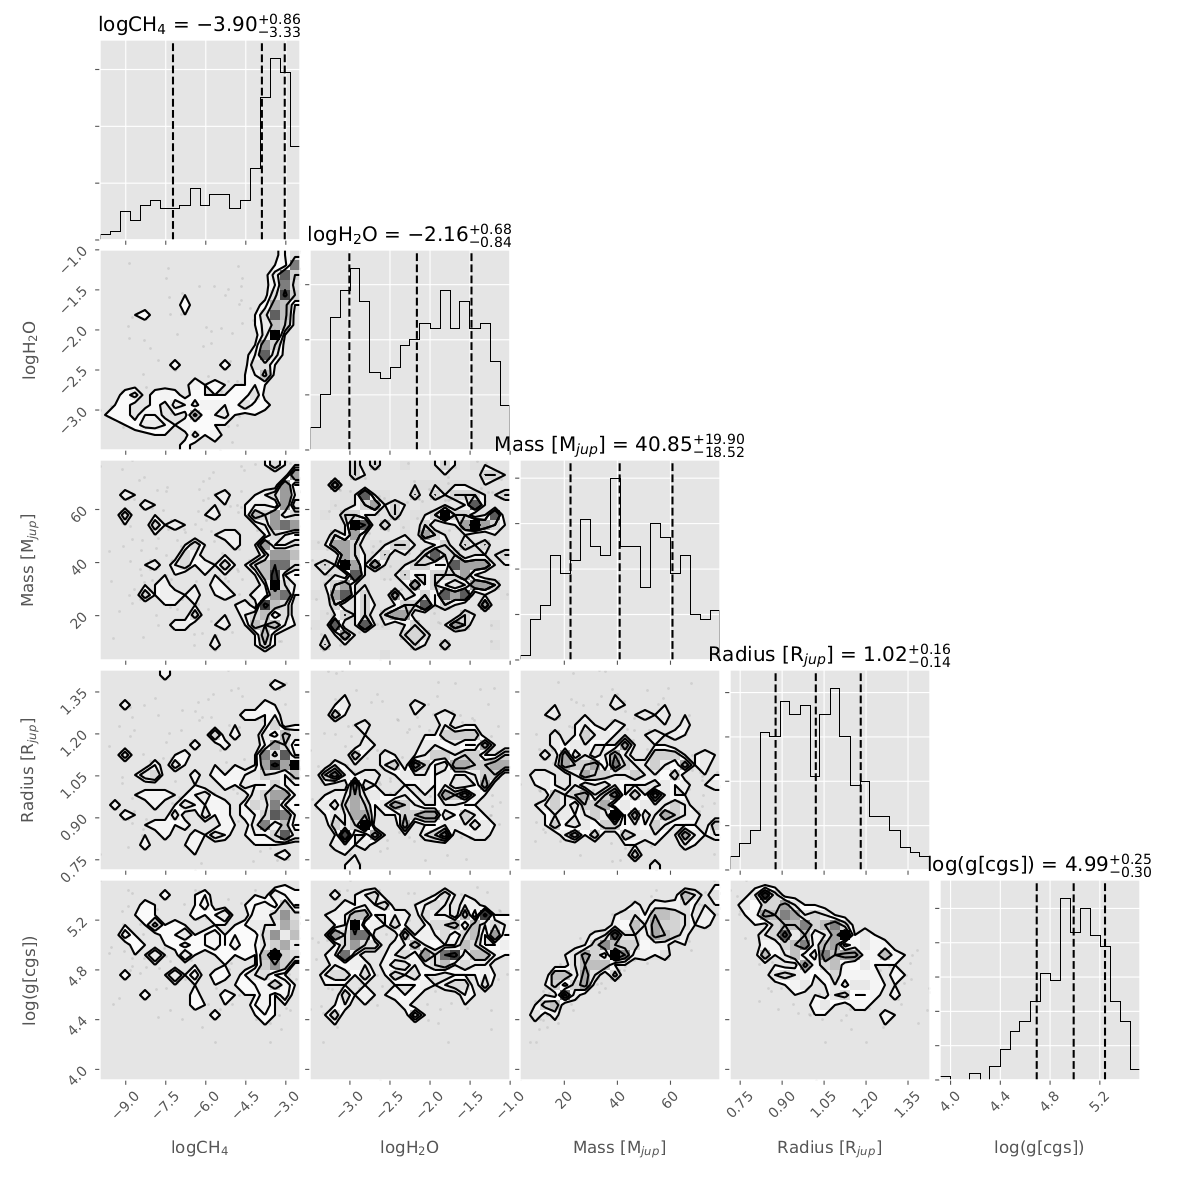 logCH₄ = −3.90+0.86−3.33
−1.0
−1.5
−2.0
−2.5
−3.0
logH₂O
logH₂O = −2.16+0.68−0.84
60
40
20
Mass [Mjup]
Mass [Mjup] = 40.85+19.90−18.52
1.35
1.20
1.05
0.90
0.75
Radius [Rjup]
Radius [Rjup] = 1.02+0.16−0.14
5.2
4.8
4.4
4.0
log(g[cgs])
log(g[cgs]) = 4.99+0.25−0.30
−9.0 −7.5 −6.0 −4.5 −3.0
−3.0 −2.5 −2.0 −1.5 −1.0
20 40 60
0.75 0.90 1.05 1.20 1.35
4.0 4.4 4.8 5.2
logCH₄ logH₂O Mass [Mjup] Radius [Rjup] log(g[cgs])